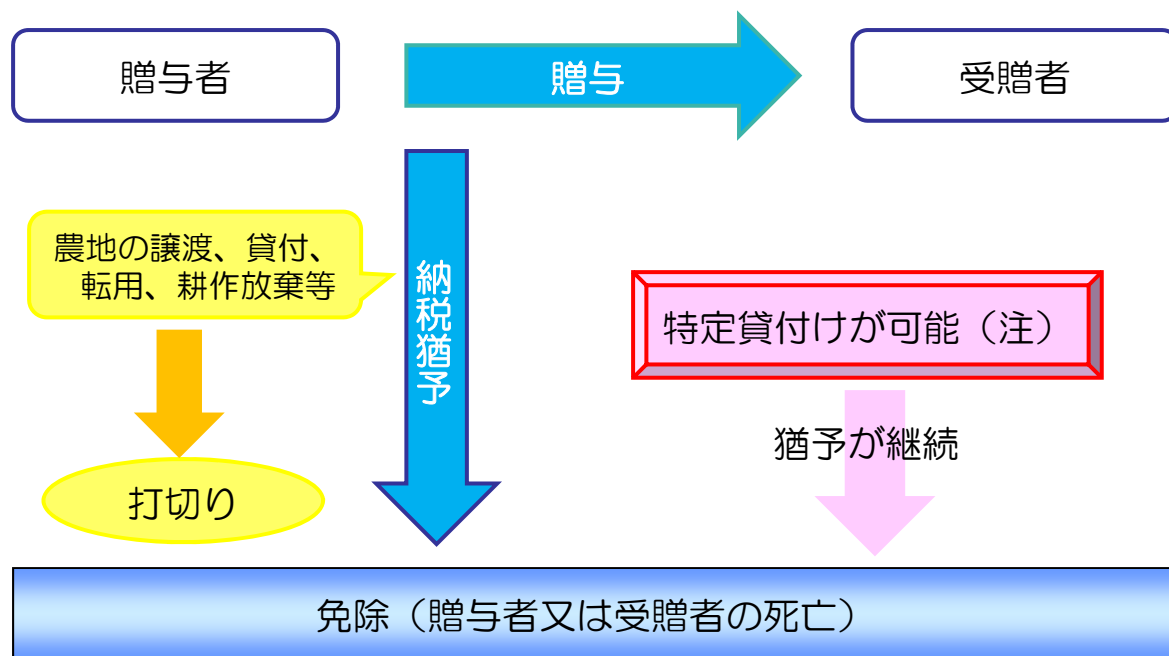 贈与者
贈与
受贈者
農地の譲渡、貸付、
転用、耕作放棄等
納税猶予
特定貸付けが可能（注）
猶予が継続
打切り
免除（贈与者又は受贈者の死亡）